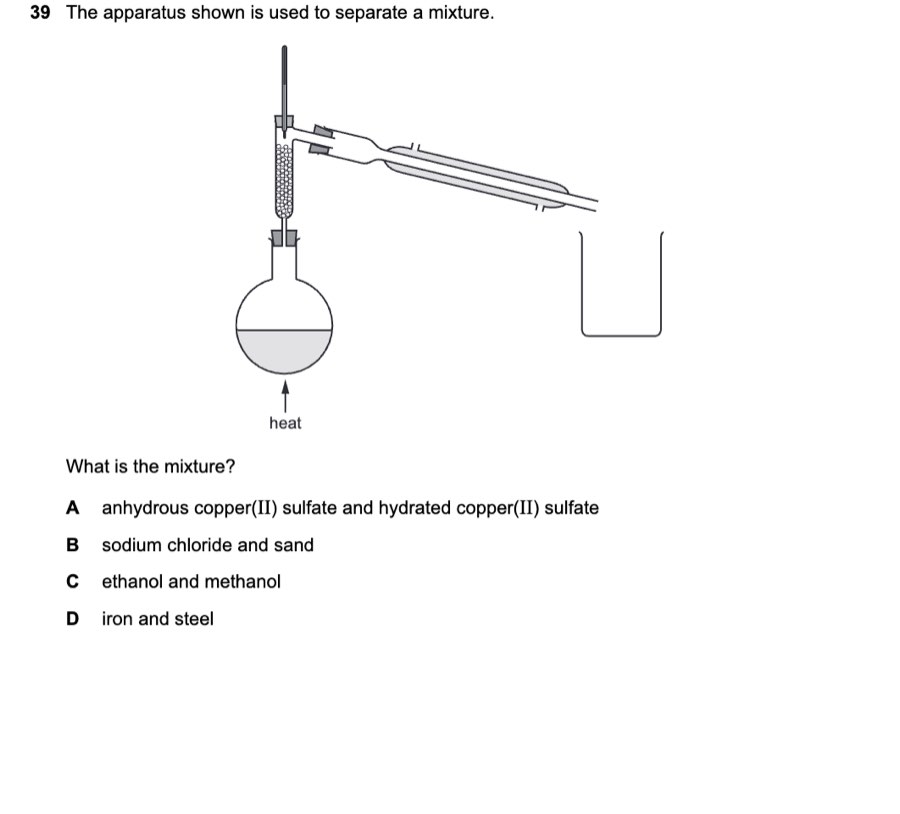 39 The apparatus shown is used to separate a mixture.
heat
What is the mixture?
A anhydrous copper(II) sulfate and hydrated copper(II) sulfate
B sodium chloride and sand
C ethanol and methanol
D iron and steel